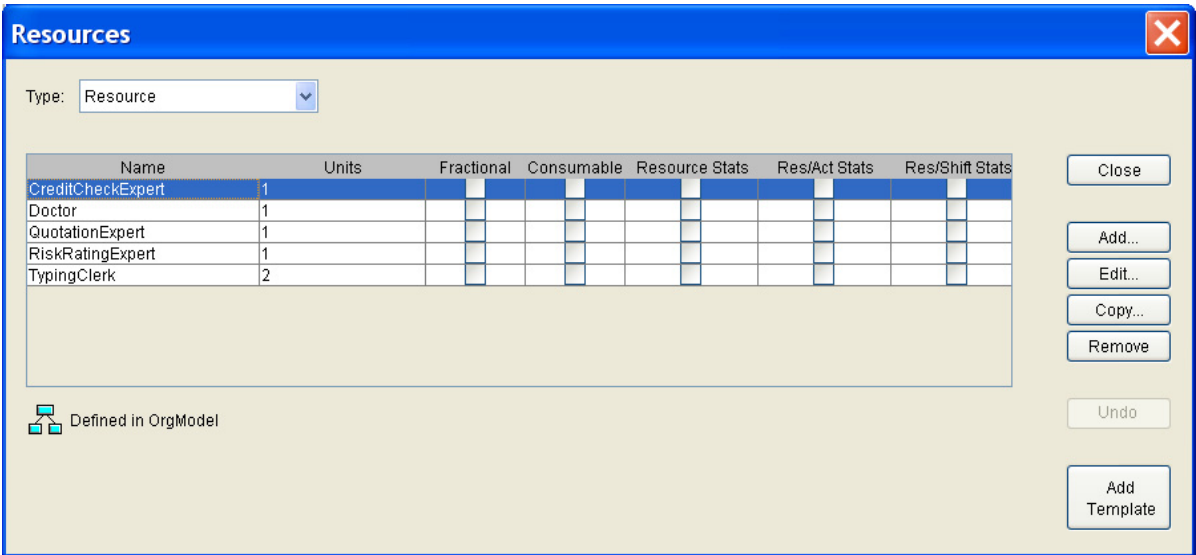 Resources
Type: Resource
Name Units Fractional Consumable Resource Stats Res/Act Stats Res/Shift Stats
CreditCheckExpert 1
Doctor 1
QuotationExpert 1
RiskRatingExpert 1
TypingClerk 2
Defined in OrgModel
Close
Add...
Edit...
Copy...
Remove
Undo
Add
Template